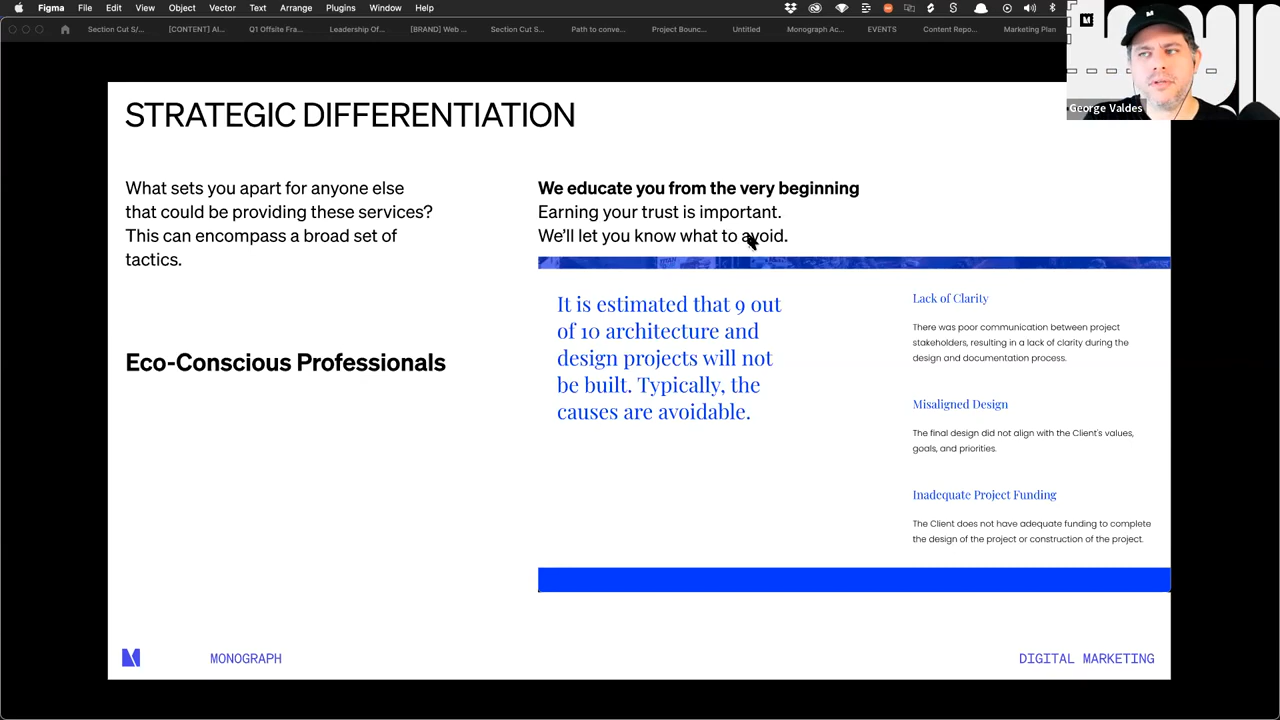 Figma File Edit View Object Vector Text Arrange Plugins Window Help
Section Cut S/... [CONTENT] AI... Q1 Offsite Fra... Leadership Of... [BRAND] Web ... Section Cut S... Path to conve... Project Bounc... Untitled Monograph Ac... EVENTS Content Repo... Marketing Plan
George Valdes
STRATEGIC DIFFERENTIATION
What sets you apart for anyone else
that could be providing these services?
This can encompass a broad set of
tactics.
Eco-Conscious Professionals
We educate you from the very beginning
Earning your trust is important.
We'll let you know what to avoid.
It is estimated that 9 out
of 10 architecture and
design projects will not
be built. Typically, the
causes are avoidable.
Lack of Clarity
There was poor communication between project
stakeholders, resulting in a lack of clarity during the
design and documentation process.
Misaligned Design
The final design did not align with the Client's values,
goals, and priorities.
Inadequate Project Funding
The Client does not have adequate funding to complete
the design of the project or construction of the project.
MONOGRAPH
DIGITAL MARKETING